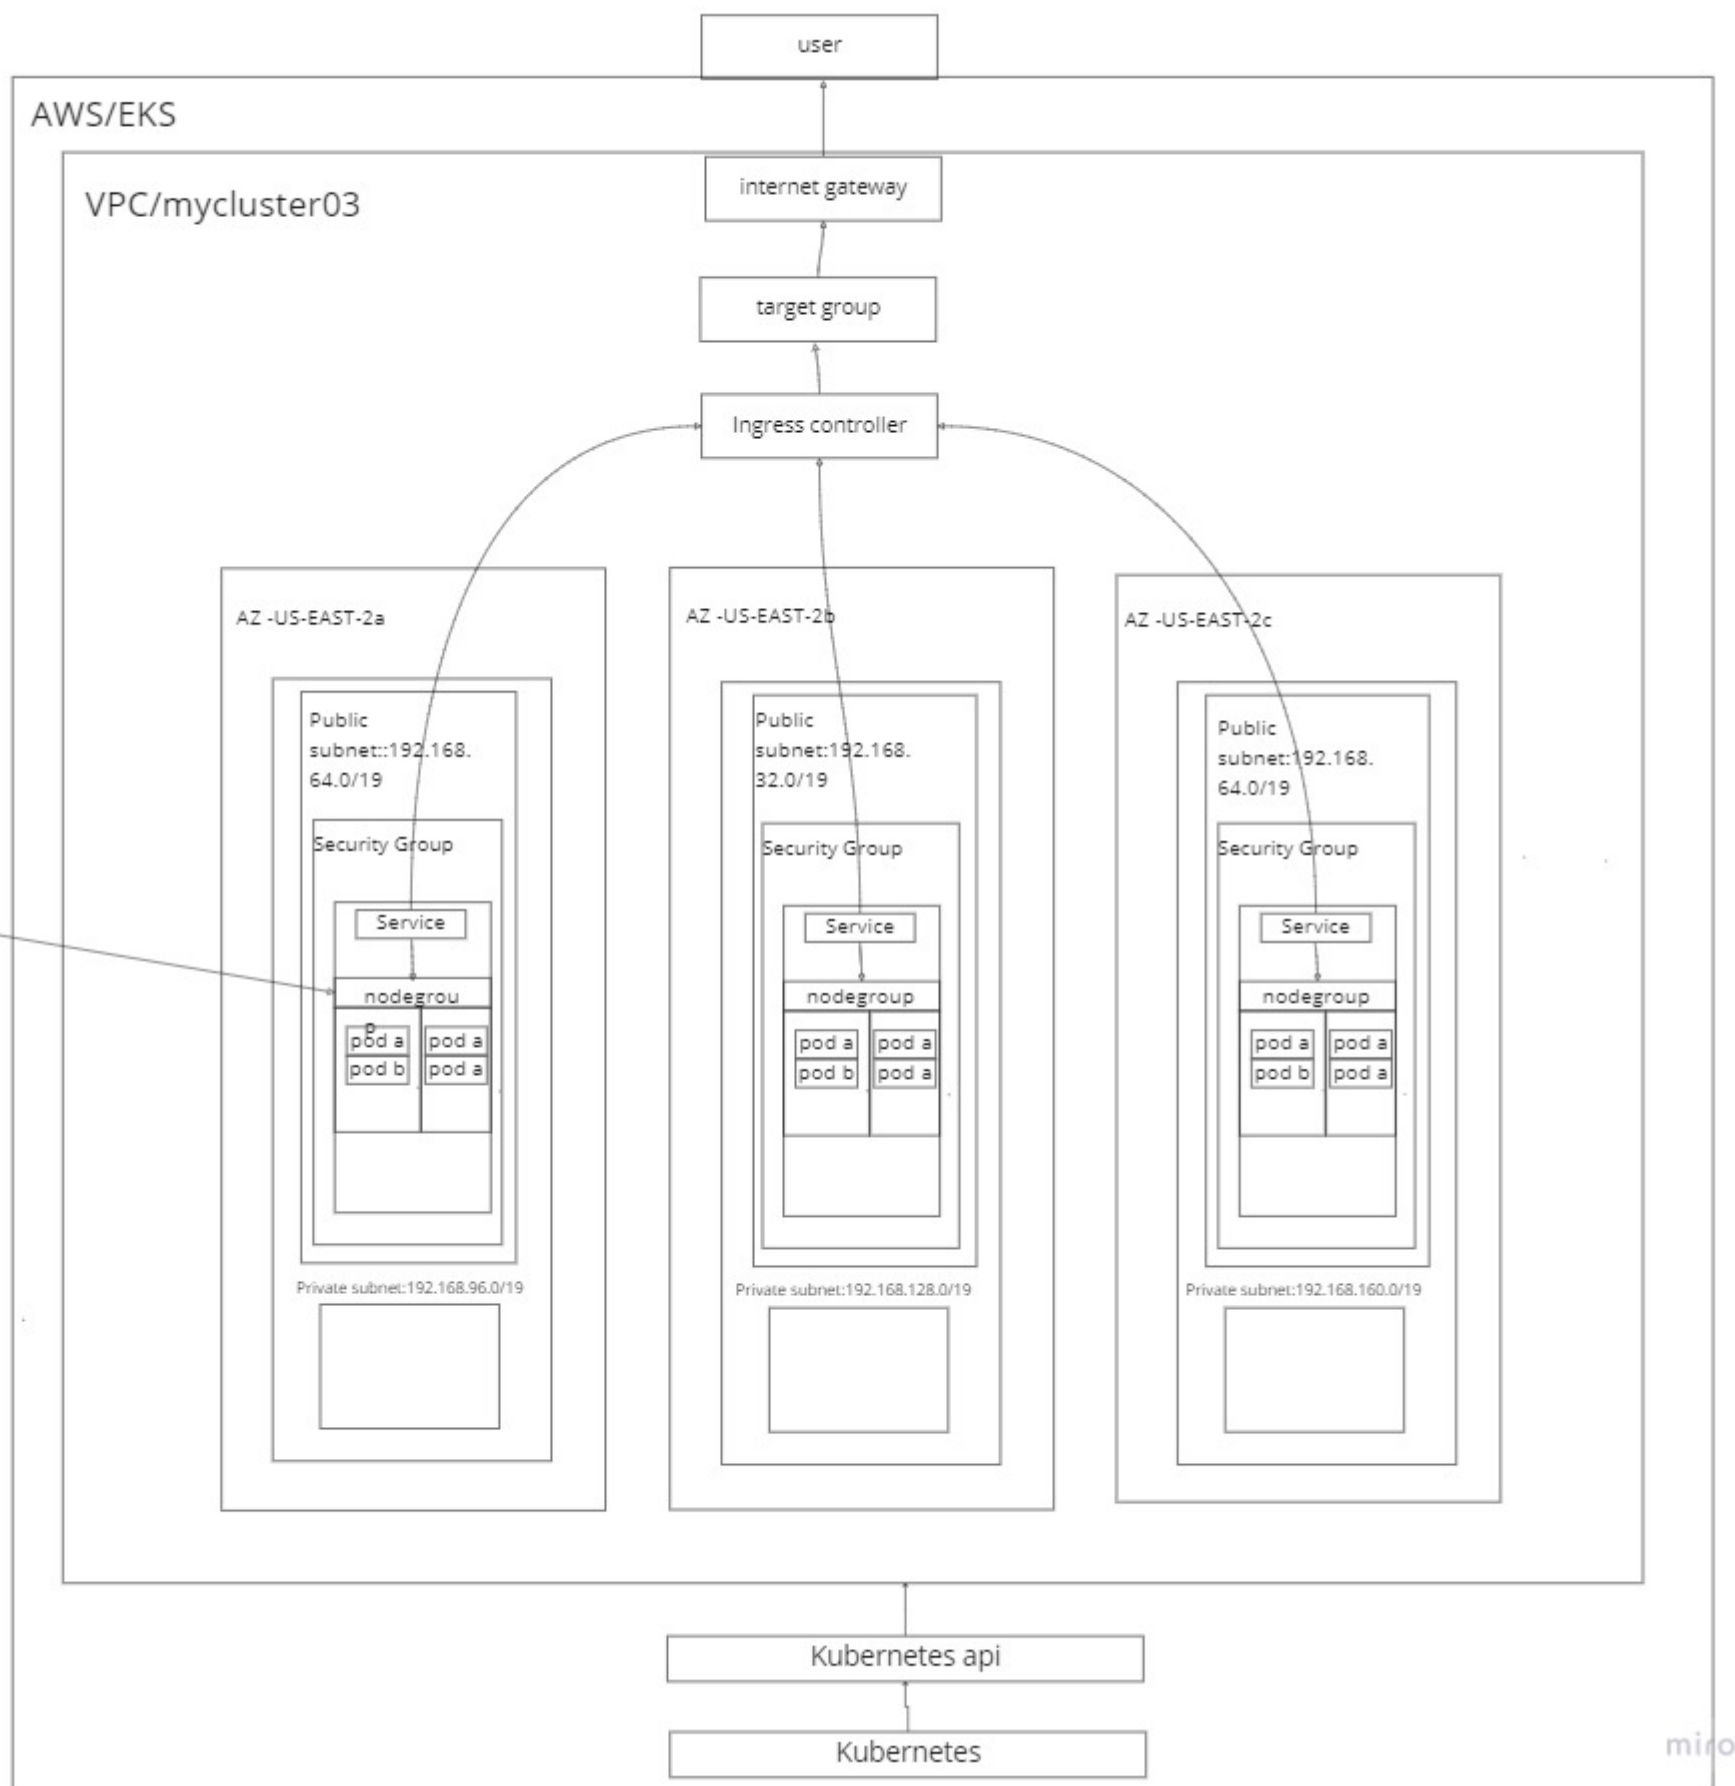 user
AWS/EKS
VPC/mycluster03
internet gateway
target group
Ingress controller
AZ -US-EAST-2a
Public
subnet::192.168.
64.0/19
Security Group
Service
nodegrou
p
pod a
pod a
pod b
pod a
Private subnet:192.168.96.0/19
AZ -US-EAST-2b
Public
subnet:192.168.
32.0/19
Security Group
Service
nodegroup
pod a
pod a
pod b
pod a
Private subnet:192.168.128.0/19
AZ -US-EAST-2c
Public
subnet:192.168.
64.0/19
Security Group
Service
nodegroup
pod a
pod a
pod b
pod a
Private subnet:192.168.160.0/19
Kubernetes api
Kubernetes
miro